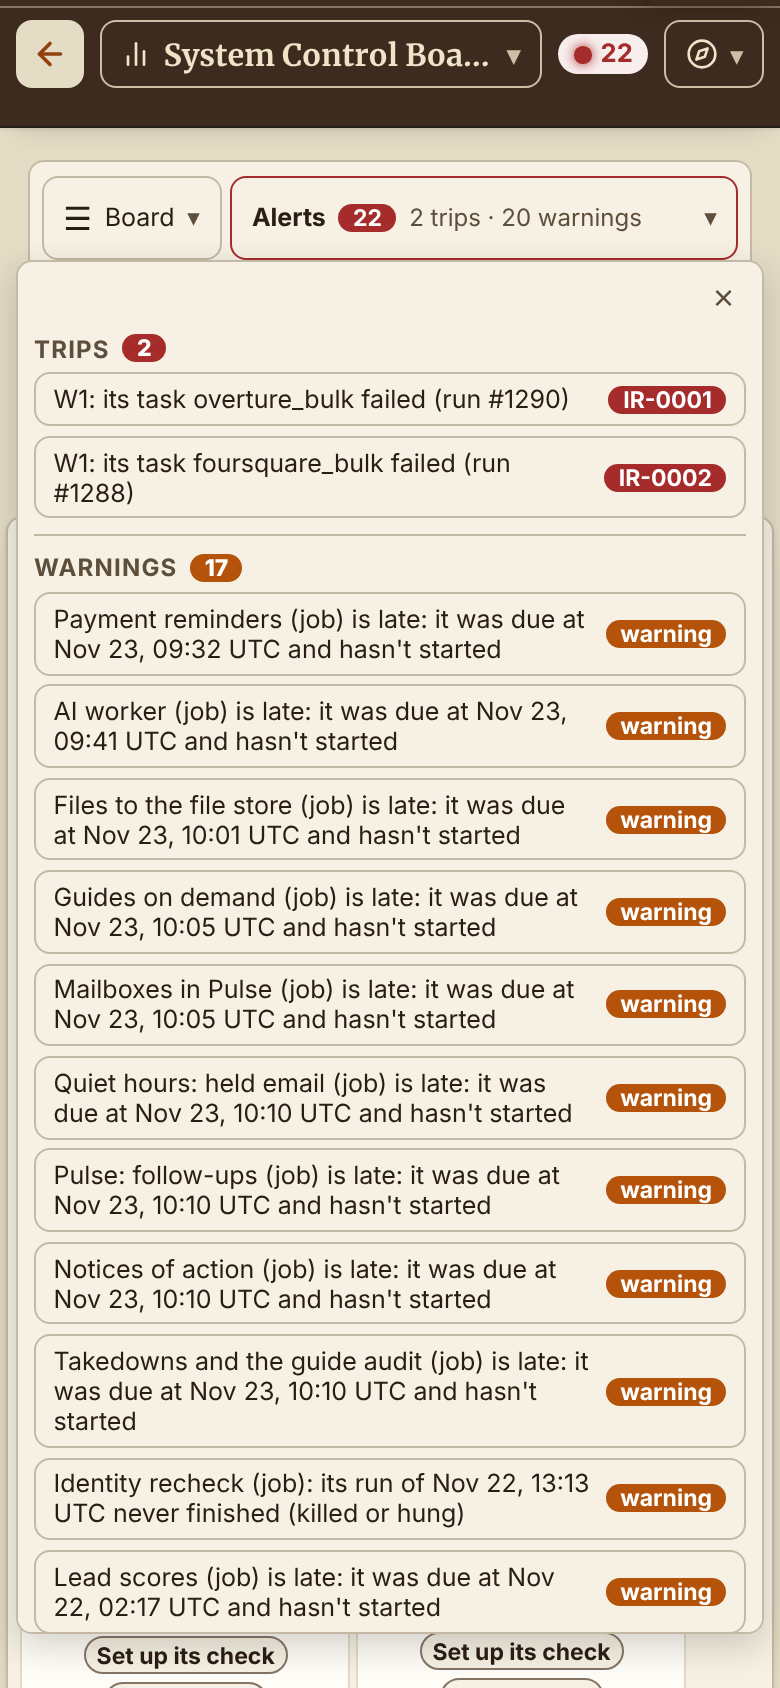 System Control Boa... ▾
22
▾
☰ Board ▾
Alerts 22 2 trips · 20 warnings ▾
×
TRIPS 2
W1: its task overture_bulk failed (run #1290)
IR-0001
W1: its task foursquare_bulk failed (run
#1288)
IR-0002
WARNINGS 17
Payment reminders (job) is late: it was due at
Nov 23, 09:32 UTC and hasn't started
warning
AI worker (job) is late: it was due at Nov 23,
09:41 UTC and hasn't started
warning
Files to the file store (job) is late: it was due
at Nov 23, 10:01 UTC and hasn't started
warning
Guides on demand (job) is late: it was due at
Nov 23, 10:05 UTC and hasn't started
warning
Mailboxes in Pulse (job) is late: it was due at
Nov 23, 10:05 UTC and hasn't started
warning
Quiet hours: held email (job) is late: it was
due at Nov 23, 10:10 UTC and hasn't started
warning
Pulse: follow-ups (job) is late: it was due at
Nov 23, 10:10 UTC and hasn't started
warning
Notices of action (job) is late: it was due at
Nov 23, 10:10 UTC and hasn't started
warning
Takedowns and the guide audit (job) is late: it
was due at Nov 23, 10:10 UTC and hasn't
started
warning
Identity recheck (job): its run of Nov 22, 13:13
UTC never finished (killed or hung)
warning
Lead scores (job) is late: it was due at Nov
22, 02:17 UTC and hasn't started
warning
Set up its check
Set up its check